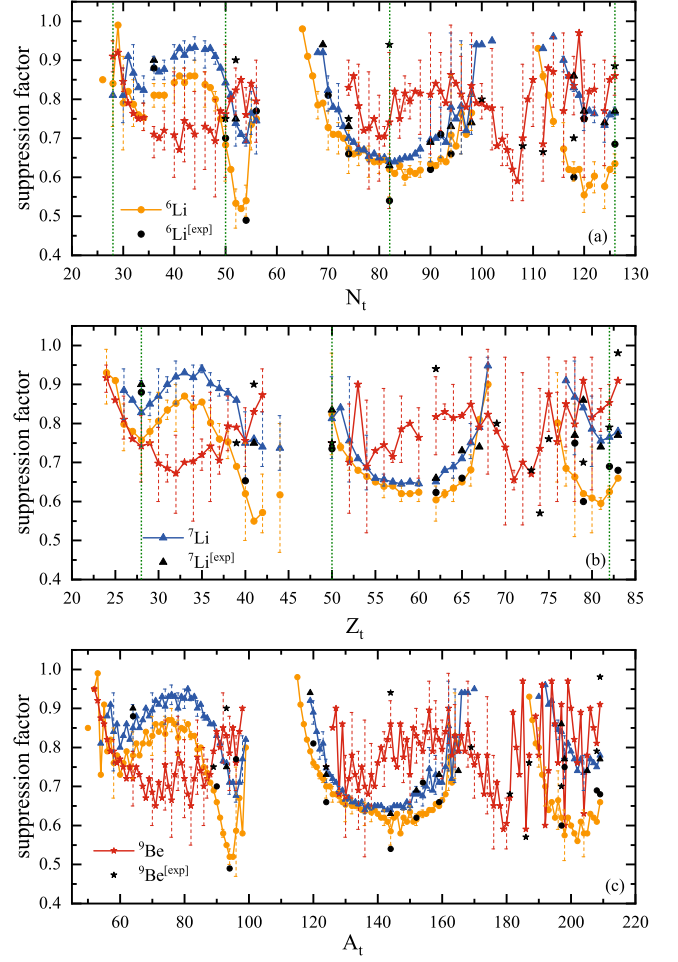 suppression factor
1.0
0.9
0.8
0.7
0.6
0.5
0.4
⁶Li
⁶Li[exp]
(a)
20 30 40 50 60 70 80 90 100 110 120 130
Nₜ
suppression factor
1.0
0.9
0.8
0.7
0.6
0.5
0.4
⁷Li
⁷Li[exp]
(b)
20 25 30 35 40 45 50 55 60 65 70 75 80 85
Zₜ
suppression factor
1.0
0.9
0.8
0.7
0.6
0.5
0.4
⁹Be
⁹Be[exp]
(c)
60 80 100 120 140 160 180 200 220
Aₜ